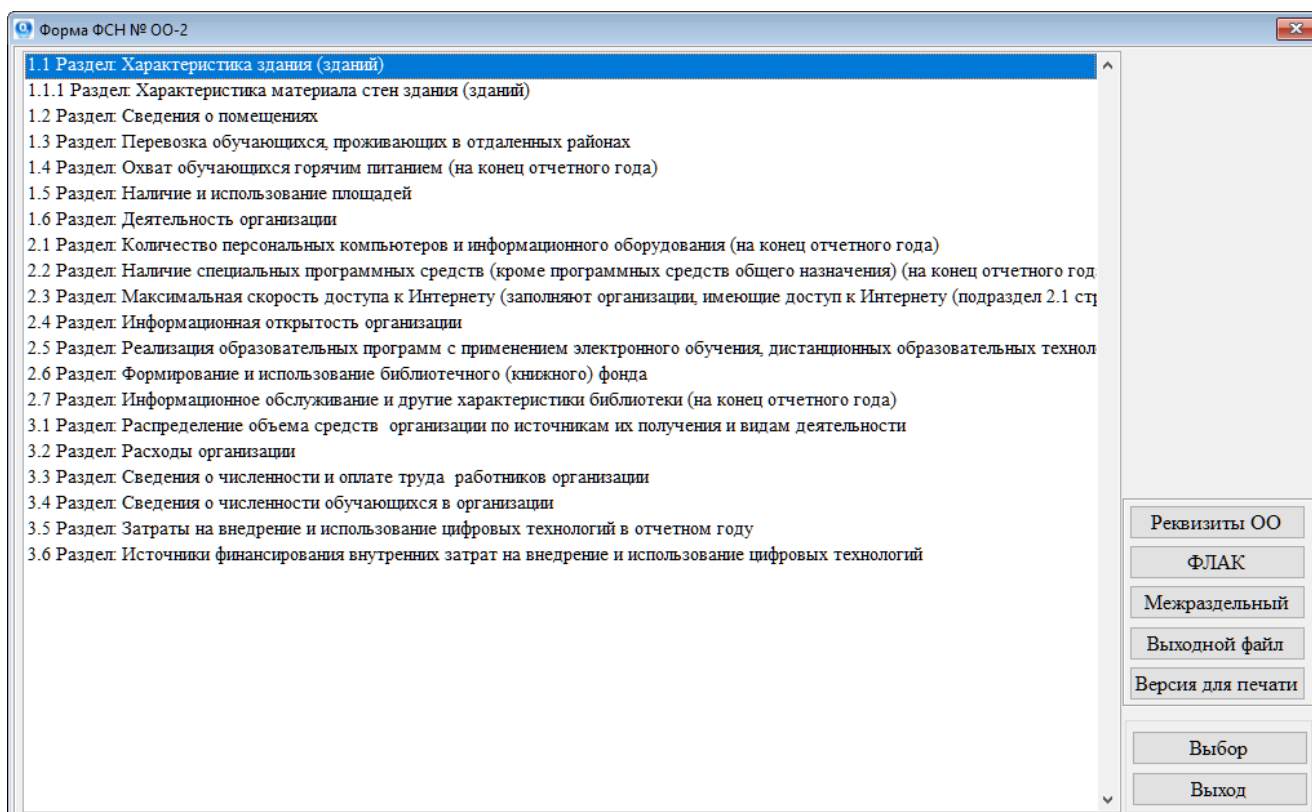 Форма ФСН № ОО-2
1.1 Раздел: Характеристика здания (зданий)
1.1.1 Раздел: Характеристика материала стен здания (зданий)
1.2 Раздел: Сведения о помещениях
1.3 Раздел: Перевозка обучающихся, проживающих в отдаленных районах
1.4 Раздел: Охват обучающихся горячим питанием (на конец отчетного года)
1.5 Раздел: Наличие и использование площадей
1.6 Раздел: Деятельность организации
2.1 Раздел: Количество персональных компьютеров и информационного оборудования (на конец отчетного года)
2.2 Раздел: Наличие специальных программных средств (кроме программных средств общего назначения) (на конец отчетного год
2.3 Раздел: Максимальная скорость доступа к Интернету (заполняют организации, имеющие доступ к Интернету (подраздел 2.1 стр
2.4 Раздел: Информационная открытость организации
2.5 Раздел: Реализация образовательных программ с применением электронного обучения, дистанционных образовательных технол
2.6 Раздел: Формирование и использование библиотечного (книжного) фонда
2.7 Раздел: Информационное обслуживание и другие характеристики библиотеки (на конец отчетного года)
3.1 Раздел: Распределение объема средств  организации по источникам их получения и видам деятельности
3.2 Раздел: Расходы организации
3.3 Раздел: Сведения о численности и оплате труда  работников организации
3.4 Раздел: Сведения о численности обучающихся в организации
3.5 Раздел: Затраты на внедрение и использование цифровых технологий в отчетном году
3.6 Раздел: Источники финансирования внутренних затрат на внедрение и использование цифровых технологий
Реквизиты ОО
ФЛАК
Межраздельный
Выходной файл
Версия для печати
Выбор
Выход